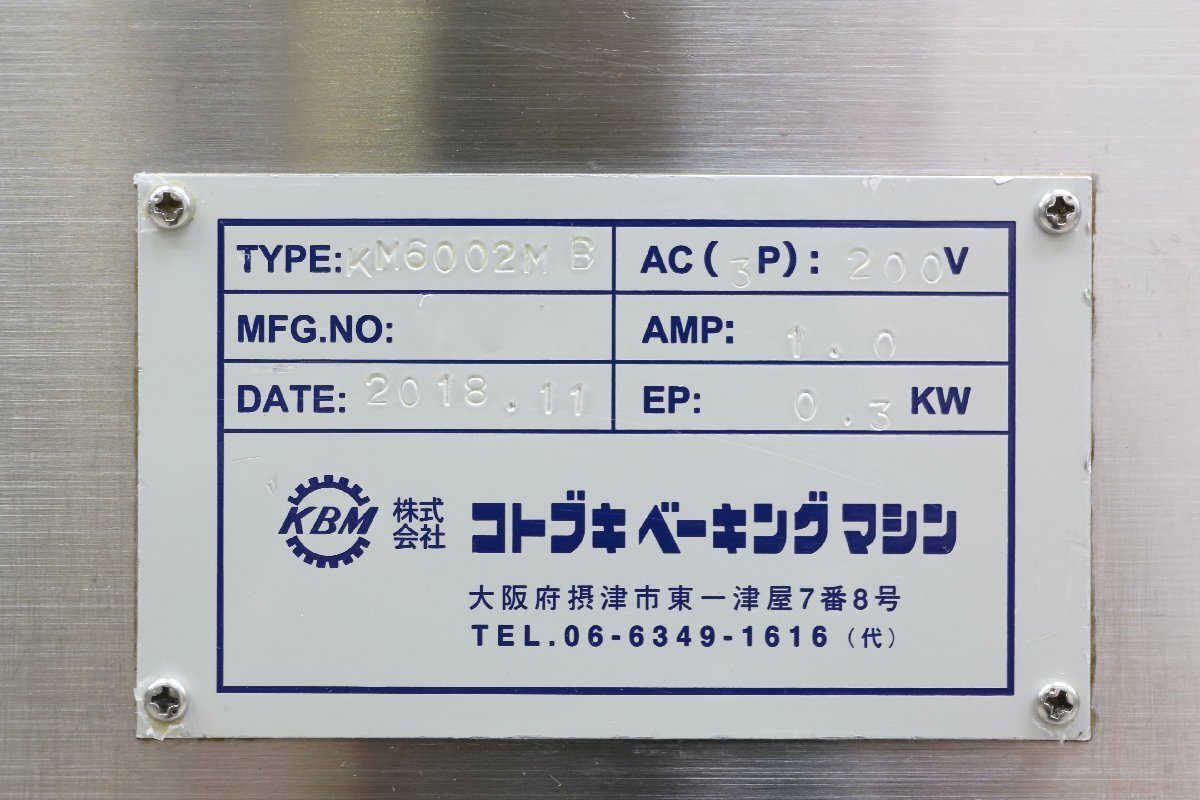 TYPE:KM6002M B
AC(3P): 200V
MFG.NO:
AMP: 1.0
DATE: 2018.11
EP: 0.3 KW
KBM 株式会社 コトブキベーキングマシン
大阪府摂津市東一津屋7番8号
TEL.06-6349-1616(代)